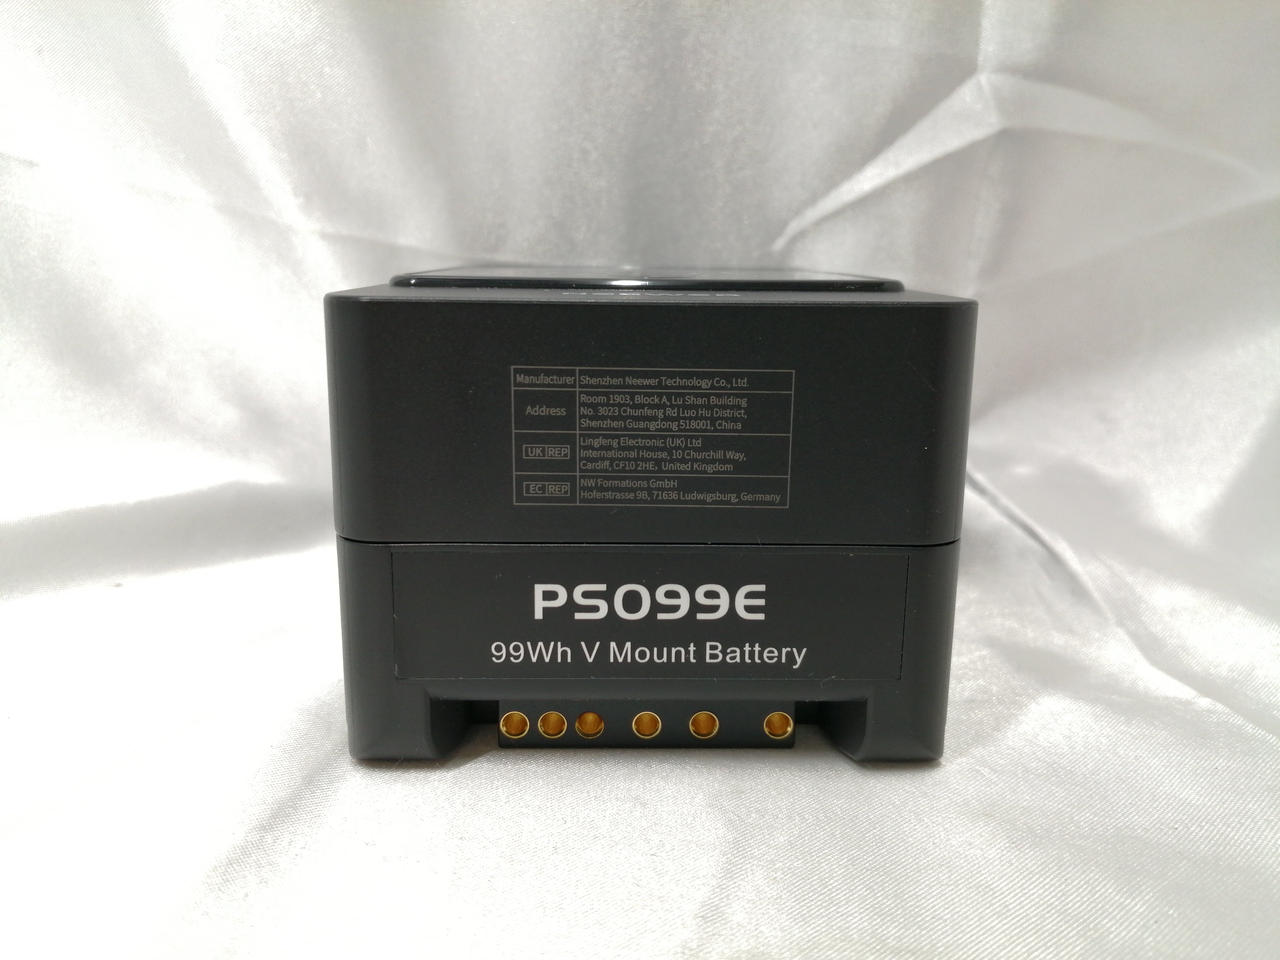 NEEWER
Manufacturer Shenzhen Neewer Technology Co., Ltd.
Address
Room 1903, Block A, Lu Shan Building
No. 3023 Chunfeng Rd Luo Hu District,
Shenzhen Guangdong 518001, China
UK REP
Lingfeng Electronic (UK) Ltd
International House, 10 Churchill Way,
Cardiff, CF10 2HE, United Kingdom
EC REP
NW Formations GmbH
Hoferstrasse 9B, 71636 Ludwigsburg, Germany
PS099E
99Wh V Mount Battery